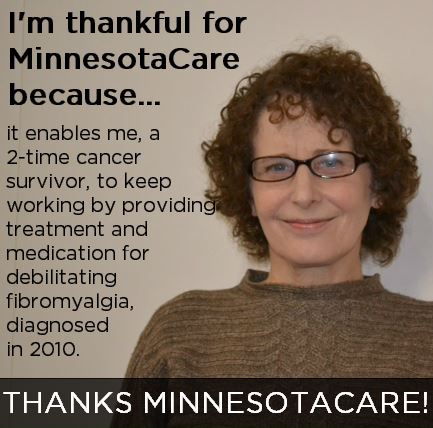 I'm thankful for
MinnesotaCare
because...
it enables me, a
2-time cancer
survivor, to keep
working by providing
treatment and
medication for
debilitating
fibromyalgia,
diagnosed
in 2010.
THANKS MINNESOTACARE!